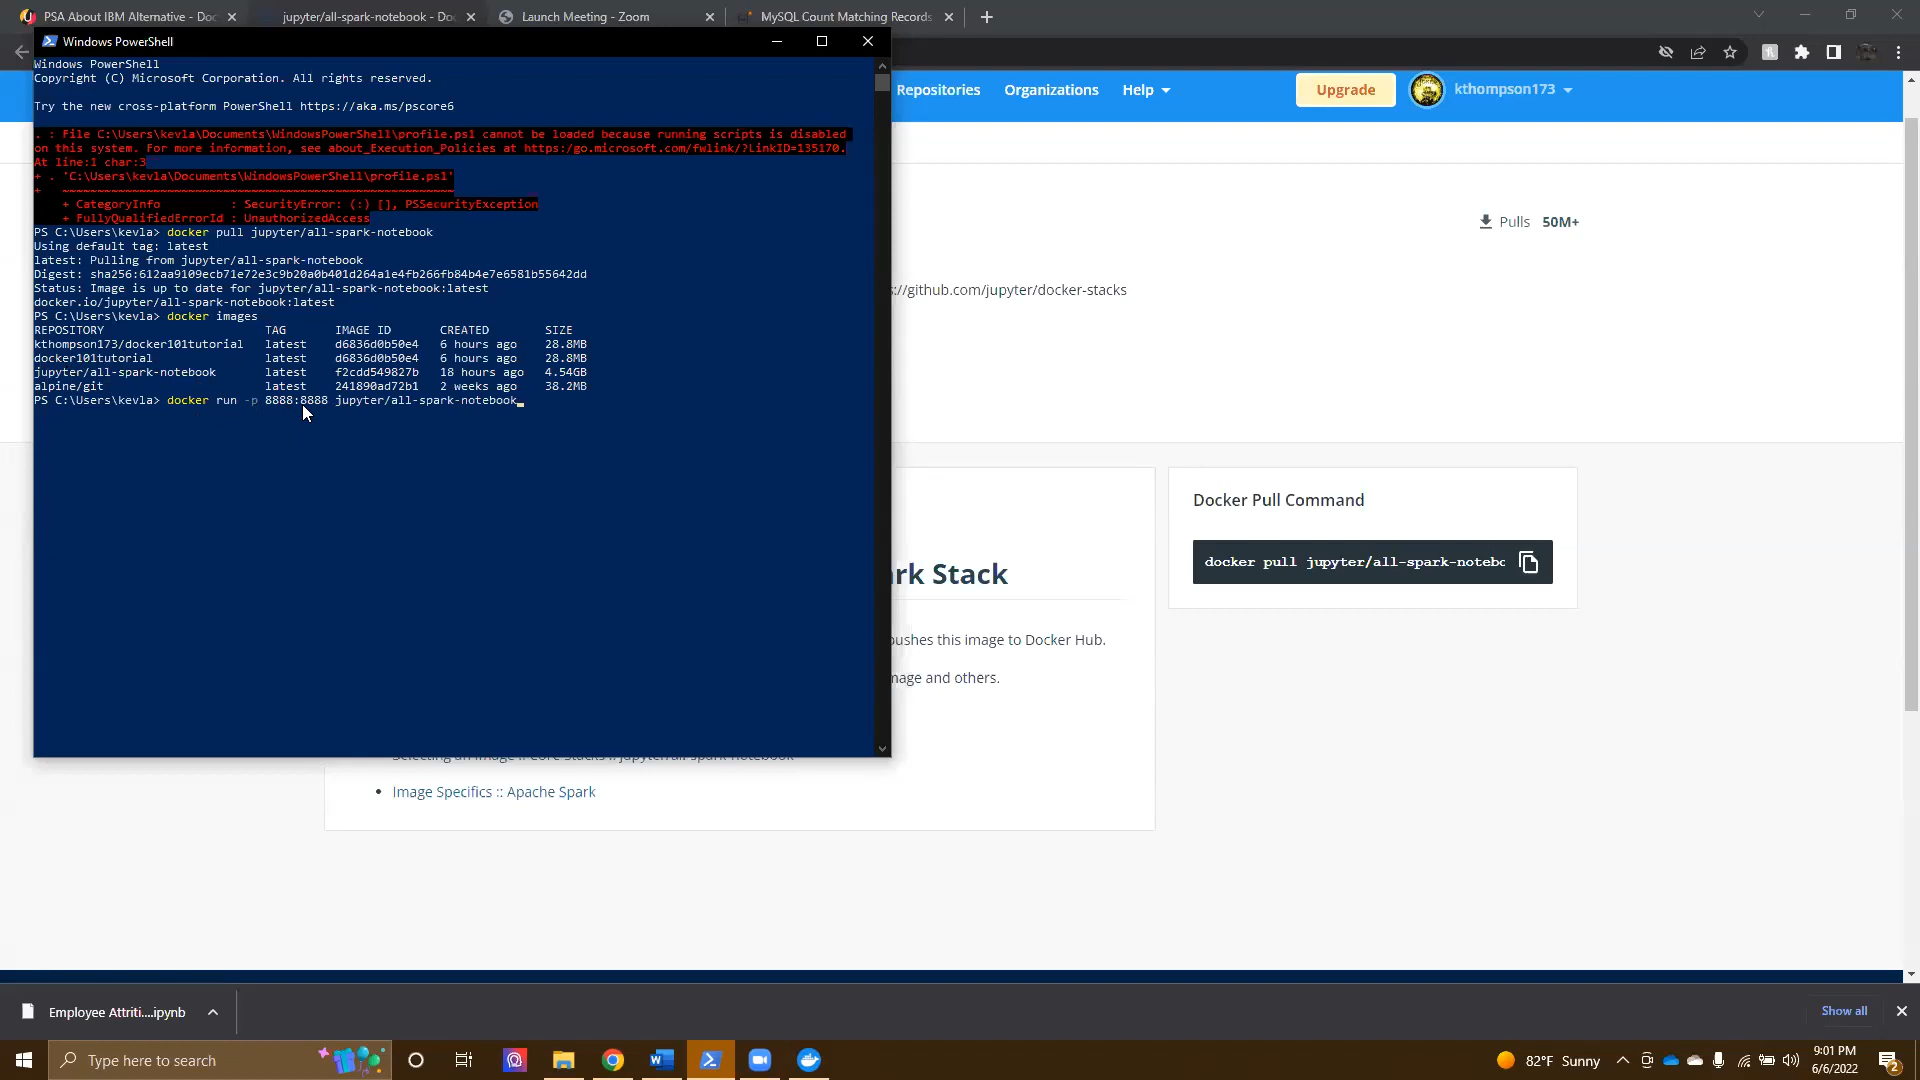 PSA About IBM Alternative - Doc
jupyter/all-spark-notebook - Do
Launch Meeting - Zoom
MySQL Count Matching Records
Windows PowerShell
Windows PowerShell
Copyright (C) Microsoft Corporation. All rights reserved.
Try the new cross-platform PowerShell https://aka.ms/pscore6
. : File C:\Users\kevla\Documents\WindowsPowerShell\profile.ps1 cannot be loaded because running scripts is disabled
on this system. For more information, see about_Execution_Policies at https:/go.microsoft.com/fwlink/?LinkID=135170.
At line:1 char:3
+ . 'C:\Users\kevla\Documents\WindowsPowerShell\profile.ps1'
+   ~~~~~~~~~~~~~~~~~~~~~~~~~~~~~~~~~~~~~~~~~~~~~~~~~~~~~~~~
+ CategoryInfo          : SecurityError: (:) [], PSSecurityException
+ FullyQualifiedErrorId : UnauthorizedAccess
PS C:\Users\kevla> docker pull jupyter/all-spark-notebook
Using default tag: latest
latest: Pulling from jupyter/all-spark-notebook
Digest: sha256:612aa9109ecb71e72e3c9b20a0b401d264a1e4fb266fb84b4e7e6581b55642dd
Status: Image is up to date for jupyter/all-spark-notebook:latest
docker.io/jupyter/all-spark-notebook:latest
PS C:\Users\kevla> docker images
REPOSITORY TAG IMAGE ID CREATED SIZE
kthompson173/docker101tutorial latest d6836d0b50e4 6 hours ago 28.8MB
docker101tutorial latest d6836d0b50e4 6 hours ago 28.8MB
jupyter/all-spark-notebook latest f2cdd549827b 18 hours ago 4.54GB
alpine/git latest 241890ad72b1 2 weeks ago 38.2MB
PS C:\Users\kevla> docker run -p 8888:8888 jupyter/all-spark-notebook_
Repositories Organizations Help Upgrade kthompson173
Pulls 50M+
s://github.com/jupyter/docker-stacks
Docker Pull Command
docker pull jupyter/all-spark-notebo
rk Stack
pushes this image to Docker Hub.
mage and others.
Selecting an Image :: Core Stacks :: jupyter/all-spark-notebook
• Image Specifics :: Apache Spark
Employee Attriti....ipynb
Show all
Type here to search
82°F Sunny
9:01 PM
6/6/2022
2